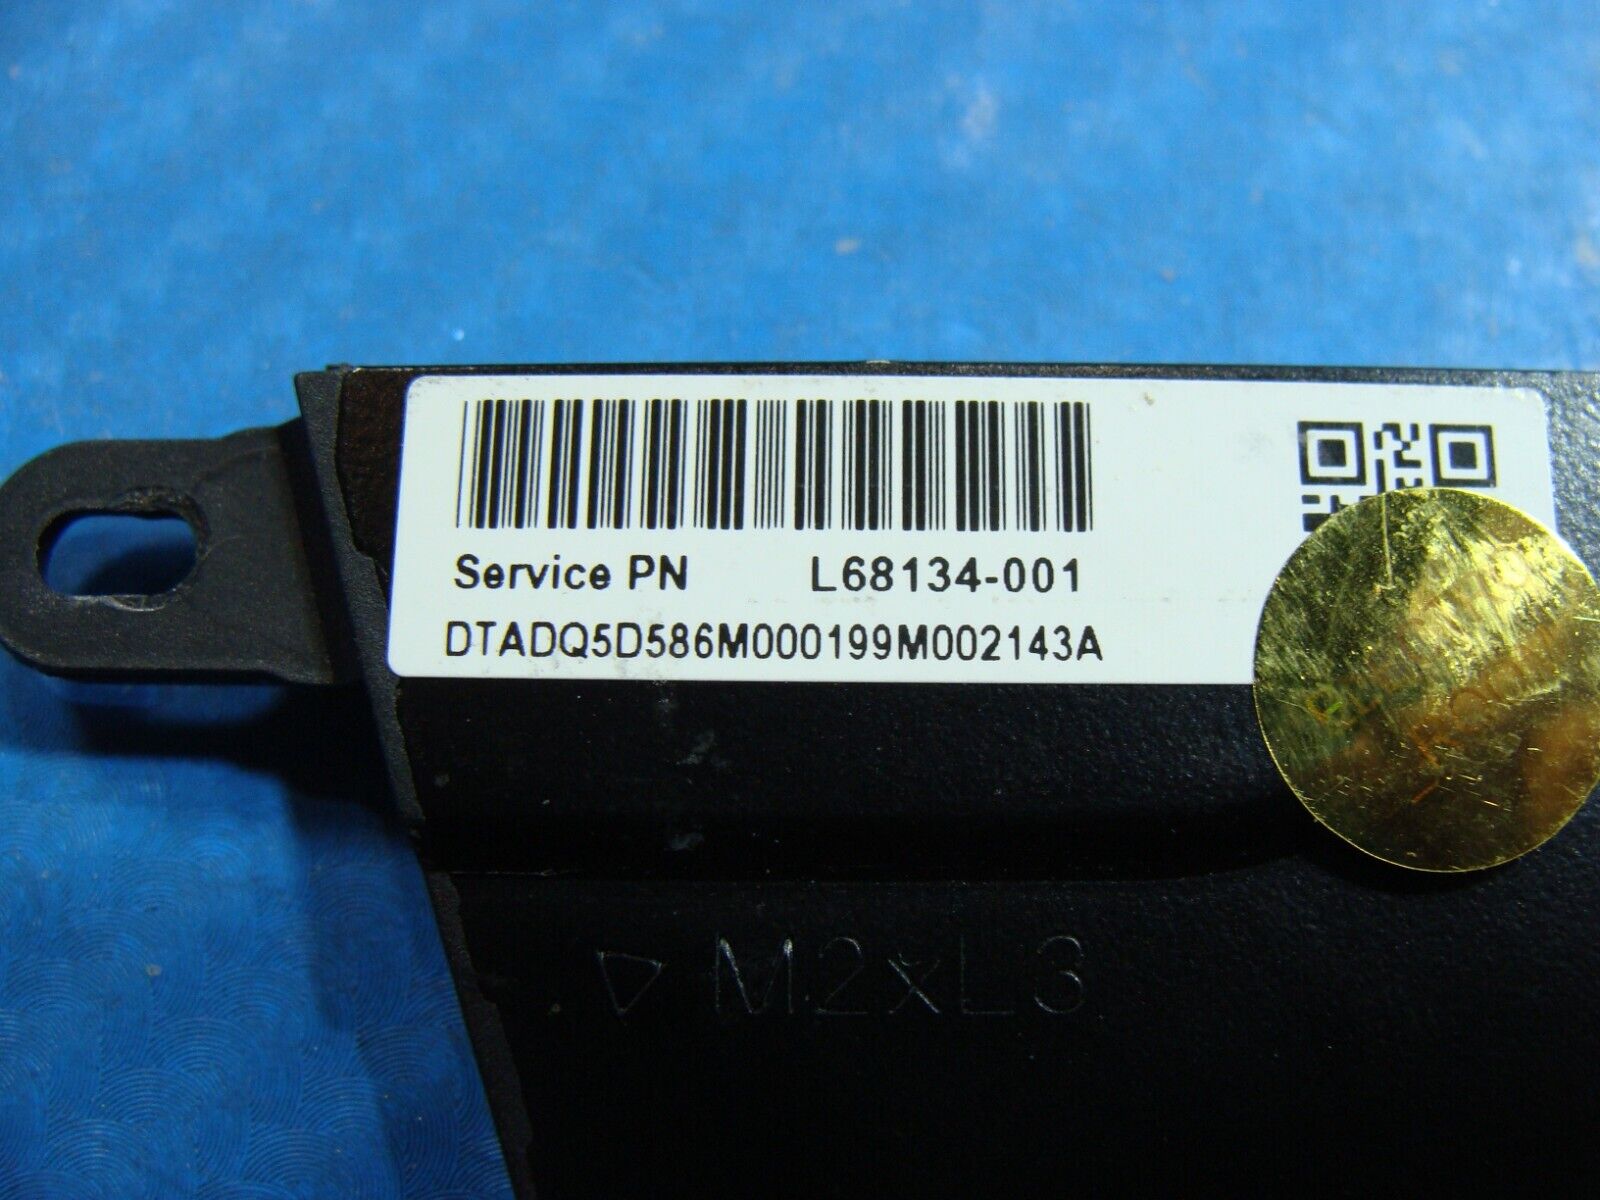 Service PN L68134-001
DTADQ5D586M000199M002143A
M2xL3